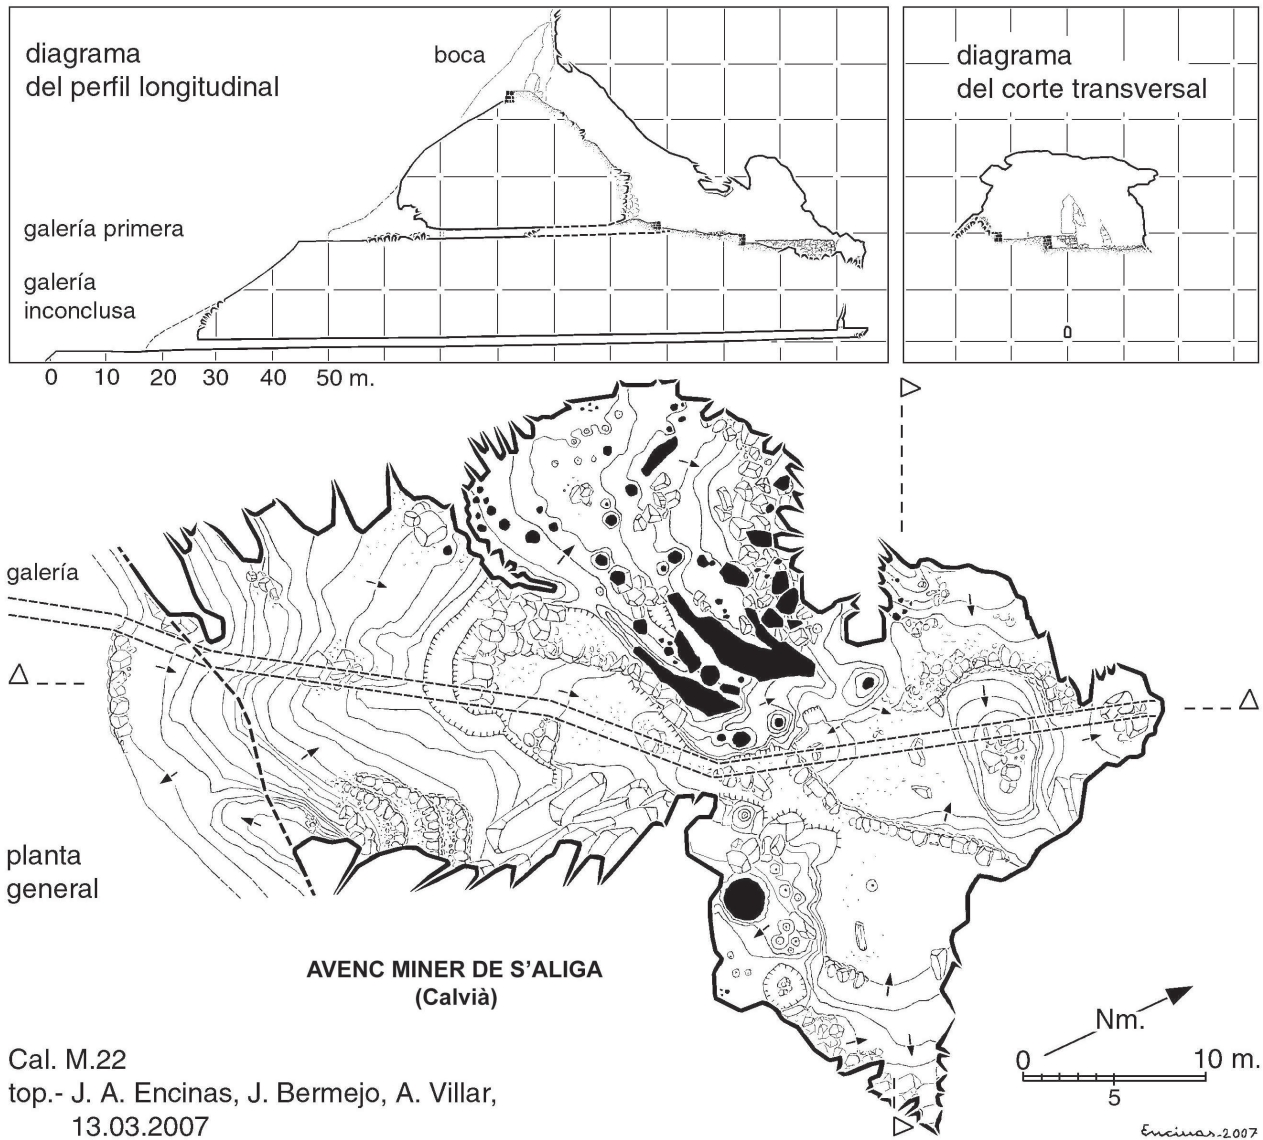 diagrama
del perfil longitudinal
boca
galería primera
galería
inconclusa
0 10 20 30 40 50 m.
diagrama
del corte transversal
galería
planta
general
AVENC MINER DE S'ALIGA
(Calvià)
Cal. M.22
top.- J. A. Encinas, J. Bermejo, A. Villar,
13.03.2007
Nm.
0 10 m.
5
Encinas-2007